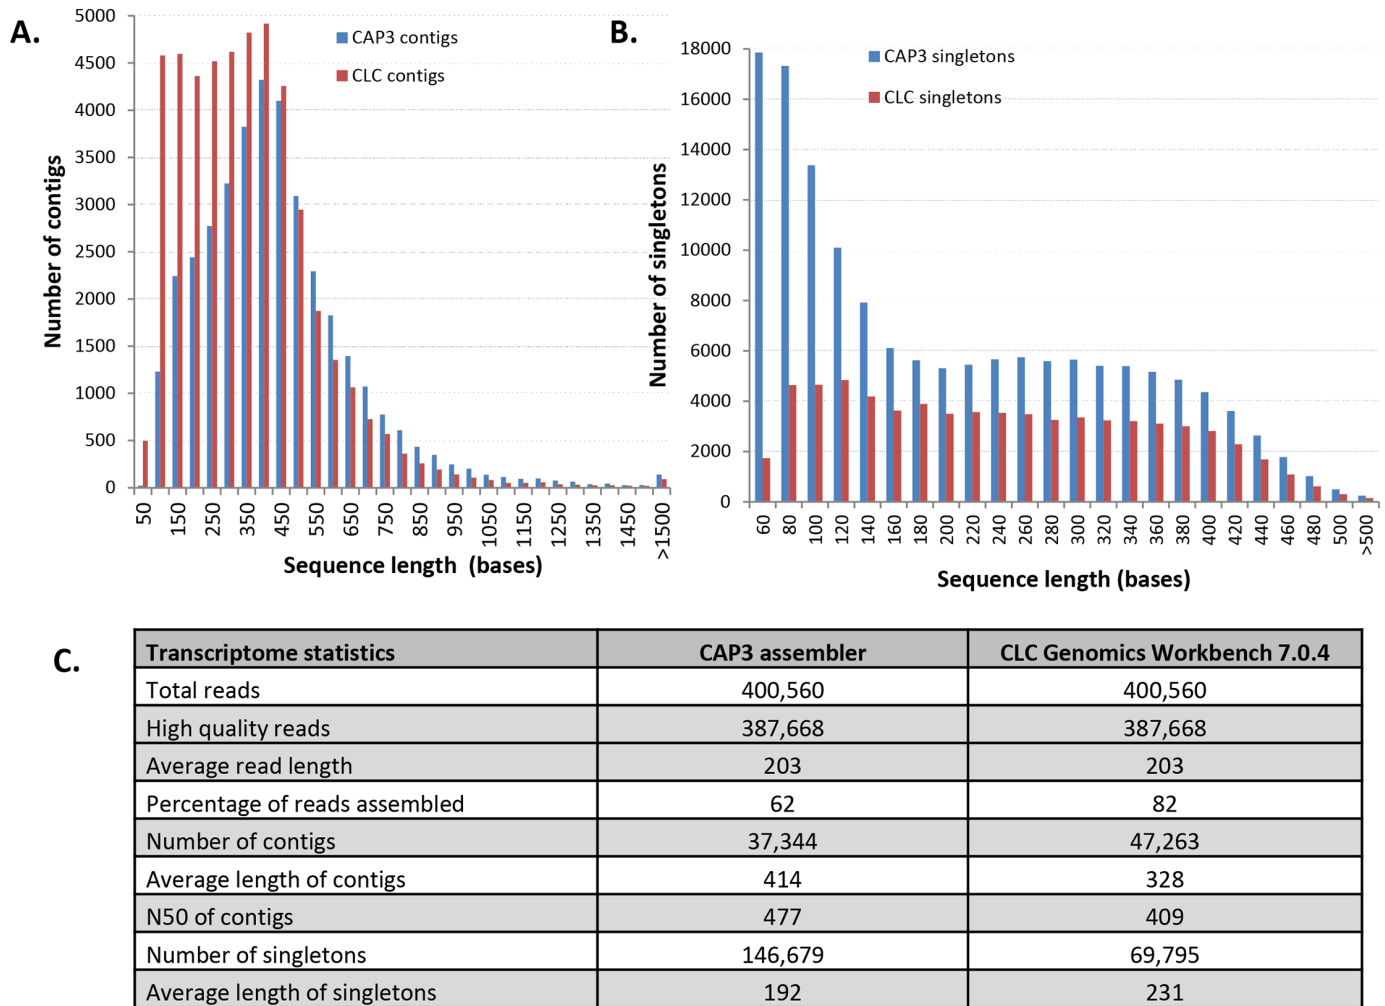 A.
5000
4500
4000
3500
3000
2500
2000
1500
1000
500
0
Number of contigs
CAP3 contigs
CLC contigs
50
150
250
350
450
550
650
750
850
950
1050
1150
1250
1350
1450
>1500
Sequence length (bases)
B.
18000
16000
14000
12000
10000
8000
6000
4000
2000
0
Number of singletons
CAP3 singletons
CLC singletons
60
80
100
120
140
160
180
200
220
240
260
280
300
320
340
360
380
400
420
440
460
480
500
>500
Sequence length (bases)
C.
Transcriptome statistics CAP3 assembler CLC Genomics Workbench 7.0.4
Total reads 400,560 400,560
High quality reads 387,668 387,668
Average read length 203 203
Percentage of reads assembled 62 82
Number of contigs 37,344 47,263
Average length of contigs 414 328
N50 of contigs 477 409
Number of singletons 146,679 69,795
Average length of singletons 192 231